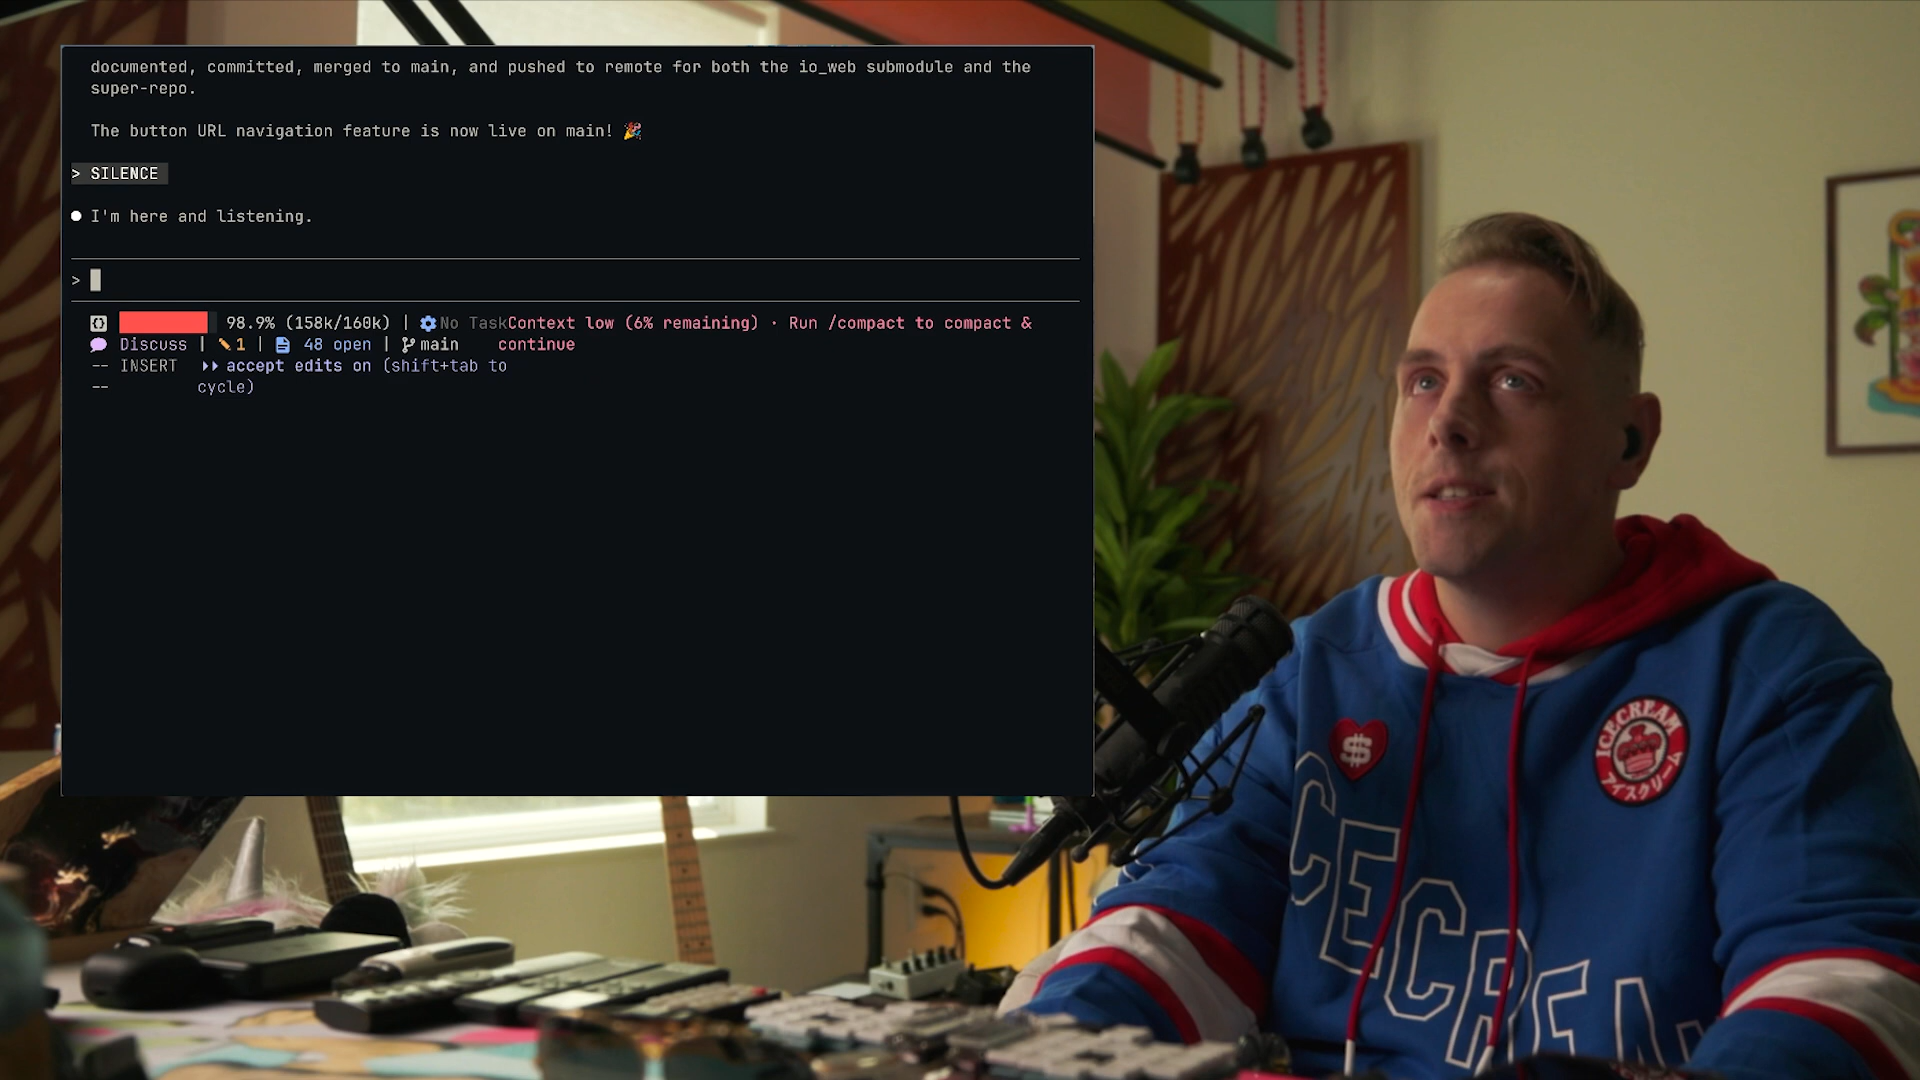 documented, committed, merged to main, and pushed to remote for both the io_web submodule and the
super-repo.
The button URL navigation feature is now live on main! 🎉
> SILENCE
● I'm here and listening.
>
98.9% (158k/160k) | No TaskContext low (6% remaining) · Run /compact to compact &
Discuss | 1 | 48 open | main continue
-- INSERT ⏵⏵accept edits on (shift+tab to
-- cycle)
$
ICECREAM
アイスクリーム
ICECREAM